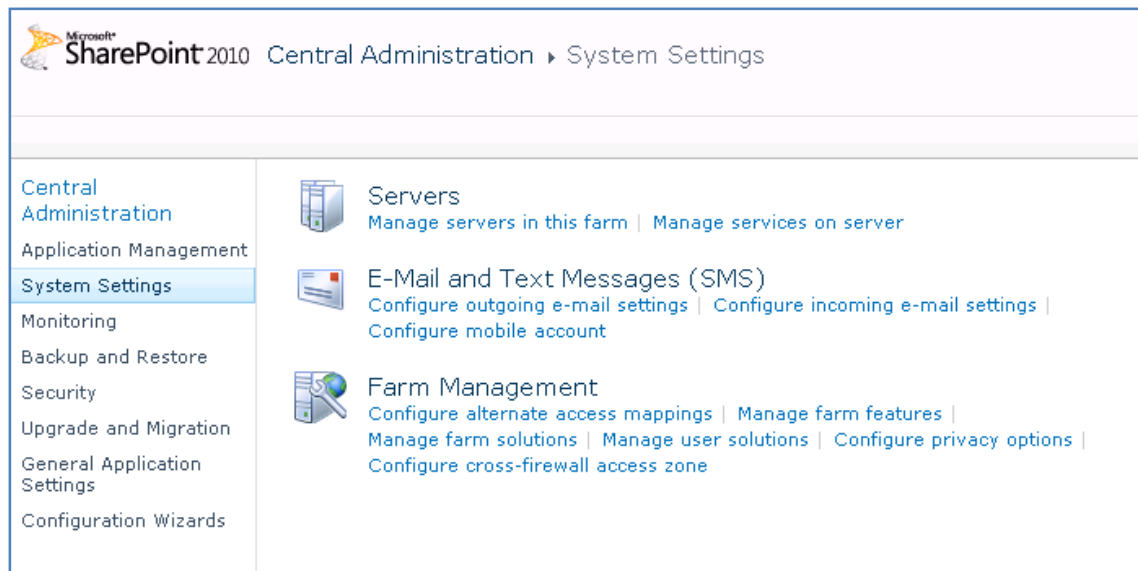 Microsoft®
SharePoint 2010 Central Administration ▸ System Settings
Central
Administration
Application Management
System Settings
Monitoring
Backup and Restore
Security
Upgrade and Migration
General Application
Settings
Configuration Wizards
Servers
Manage servers in this farm | Manage services on server
E-Mail and Text Messages (SMS)
Configure outgoing e-mail settings | Configure incoming e-mail settings |
Configure mobile account
Farm Management
Configure alternate access mappings | Manage farm features |
Manage farm solutions | Manage user solutions | Configure privacy options |
Configure cross-firewall access zone